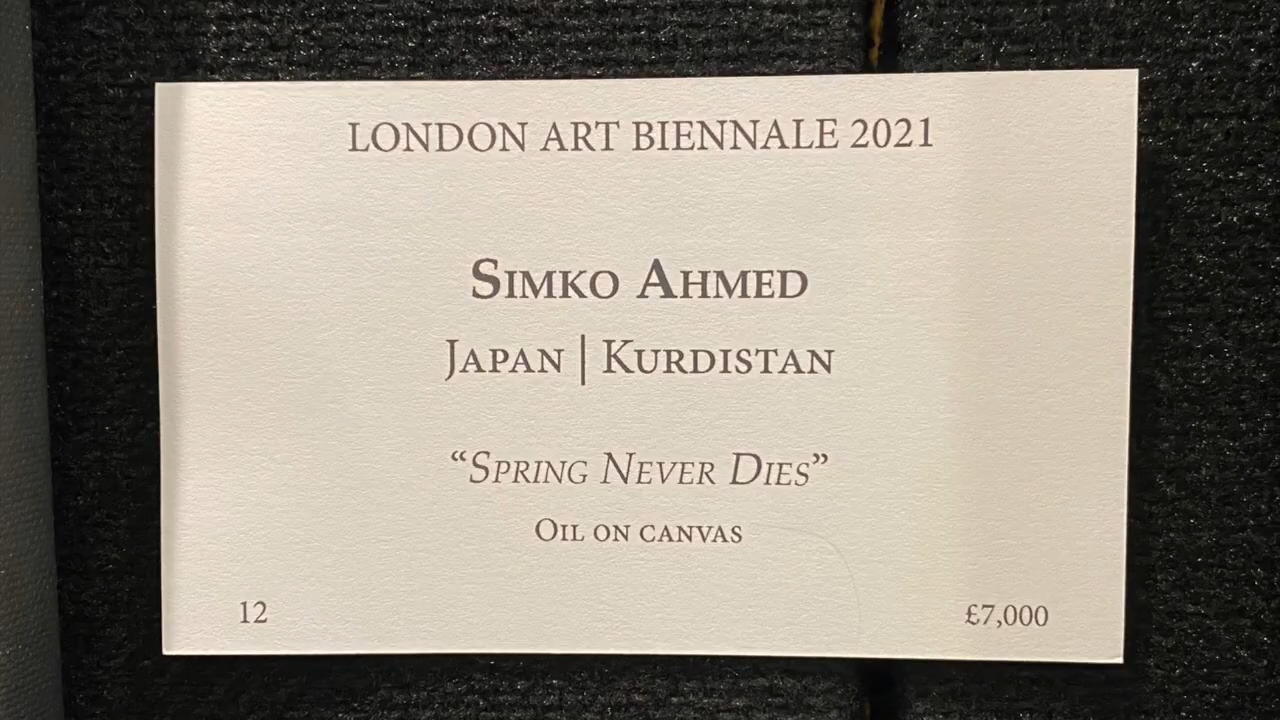 LONDON ART BIENNALE 2021
SIMKO AHMED
JAPAN | KURDISTAN
“SPRING NEVER DIES”
OIL ON CANVAS
12 £7,000